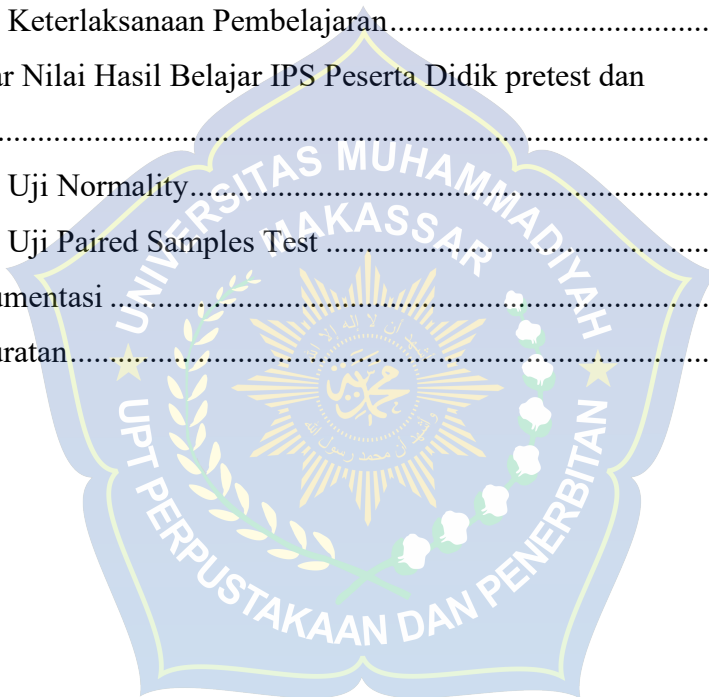 Keterlaksanaan Pembelajaran.......................................
ar Nilai Hasil Belajar IPS Peserta Didik pretest dan
.......................................................................................
Uji Normality................................................................
Uji Paired Samples Test ...............................................
umentasi ..........................................................................
uratan...............................................................................
UNIVERSITAS MUHAMMADIYAH
MAKASSAR
محمد
UPT PERPUSTAKAAN DAN PENERBITAN